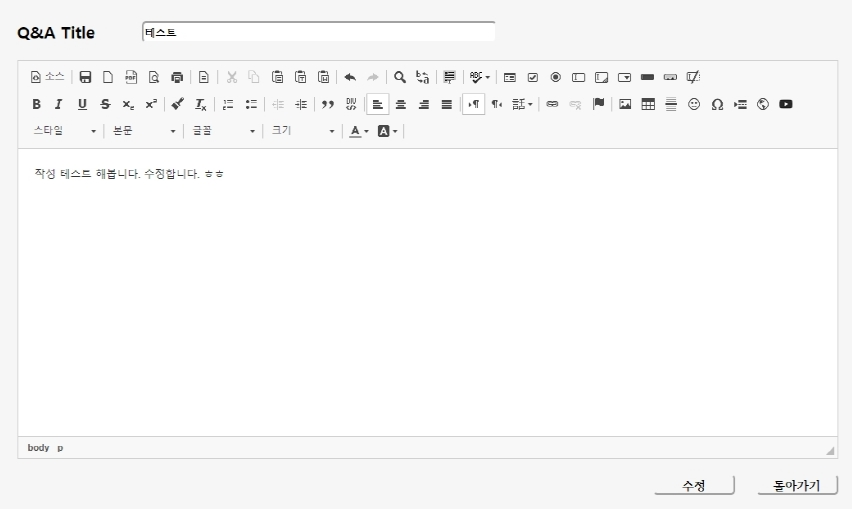 Q&A Title 테스트
소스
스타일 본문 글꼴 크기
작성 테스트 해봅니다. 수정합니다. ㅎㅎ
body p
수정 돌아가기